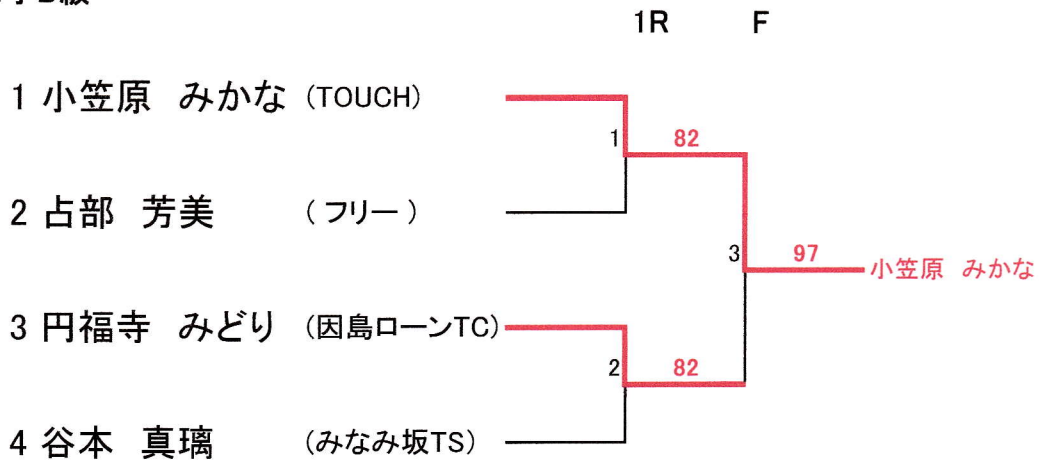 1R F
1 小笠原 みかな (TOUCH)
1 82
2 占部 芳美 (フリー)
3 97 小笠原 みかな
3 円福寺 みどり (因島ローンTC)
2 82
4 谷本 真璃 (みなみ坂TS)